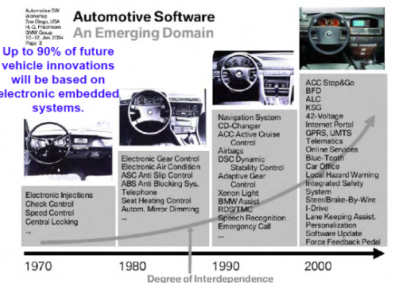 Automotive SW
Workshop
San Diego, USA
H.G. Frischkorn
BMW Group
10-12. Jan. 2004
Page 3
Automotive Software
An Emerging Domain
Up to 90% of future
vehicle innovations
will be based on
electronic embedded
systems.
Electronic Injections
Check Control
Speed Control
Central Locking
...
Electronic Gear Control
Electronic Air Condition
ASC Anti Slip Control
ABS Anti Blocking Sys.
Telephone
Seat Heating Control
Autom. Mirror Dimming
...
Navigation System
CD-Changer
ACC Active Cruise
Control
Airbags
DSC Dynamic
Stability Control
Adaptive Gear
Control
Xenon Light
BMW Assist
RDS/TMC
Speech Recognition
Emergency Call
...
ACC Stop&Go
BFD
ALC
KSG
42-Voltage
Internet Portal
GPRS, UMTS
Telematics
Online Services
Blue-Tooth
Car Office
Local Hazard Warning
Integrated Safety
System
Steer/Brake-By-Wire
I-Drive
Lane Keeping Assist.
Personalization
Software Update
Force Feedback Pedal
...
1970
1980
1990
2000
Degree of Interdependence